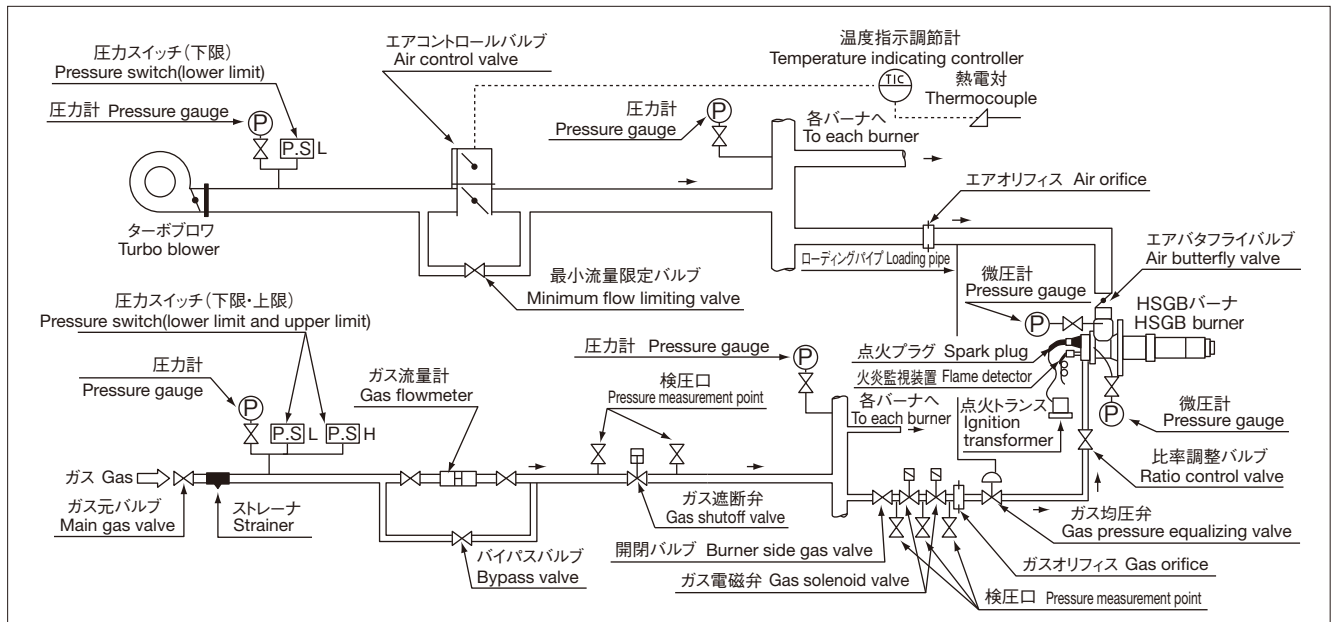 圧力スイッチ（下限）
Pressure switch(lower limit)
圧力計 Pressure gauge
P
P.S L
エアコントロールバルブ
Air control valve
温度指示調節計
Temperature indicating controller
TIC
熱電対
Thermocouple
圧力計
Pressure gauge
P
各バーナへ
To each burner
ターボブロワ
Turbo blower
最小流量限定バルブ
Minimum flow limiting valve
エアオリフィス Air orifice
ローディングパイプ Loading pipe
エアバタフライバルブ
Air butterfly valve
微圧計
Pressure gauge
P
HSGBバーナ
HSGB burner
点火プラグ Spark plug
火炎監視装置 Flame detector
点火トランス
Ignition
transformer
P
微圧計
Pressure gauge
比率調整バルブ
Ratio control valve
圧力スイッチ（下限・上限）
Pressure switch(lower limit and upper limit)
圧力計
Pressure gauge
P
P.S L
P.S H
ガス流量計
Gas flowmeter
H
圧力計 Pressure gauge
P
検圧口
Pressure measurement point
各バーナへ
To each burner
ガス Gas
ガス元バルブ
Main gas valve
ストレーナ
Strainer
バイパスバルブ
Bypass valve
ガス遮断弁
Gas shutoff valve
開閉バルブ Burner side gas valve
ガス電磁弁 Gas solenoid valve
ガス均圧弁
Gas pressure equalizing valve
ガスオリフィス Gas orifice
検圧口 Pressure measurement point